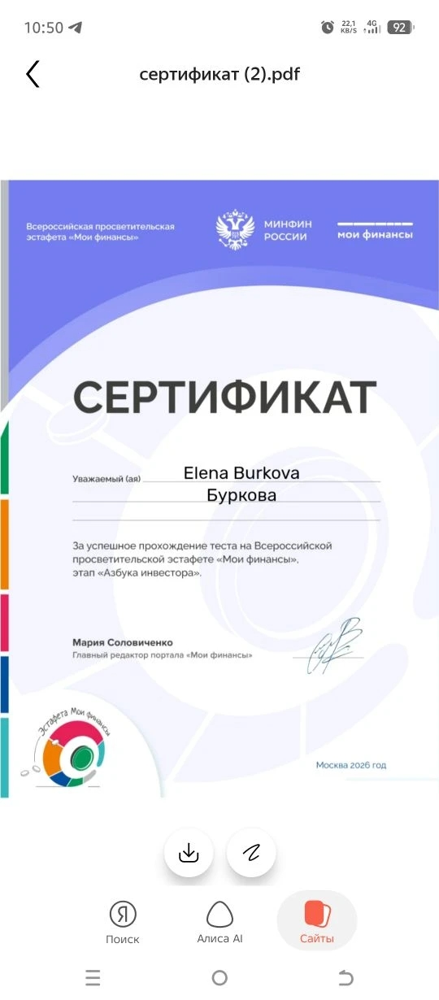 10:50
22,1 KB/S 4G 92
сертификат (2).pdf
Всероссийская просветительская
эстафета «Мои финансы»
МИНФИН
РОССИИ
мои финансы
СЕРТИФИКАТ
Уважаемый (ая) Elena Burkova
Буркова
За успешное прохождение теста на Всероссийской
просветительской эстафете «Мои финансы»,
этап «Азбука инвестора».
Мария Соловиченко
Главный редактор портала «Мои финансы»
Эстафета Мои финансы
Москва 2026 год
Поиск
Алиса AI
Сайты